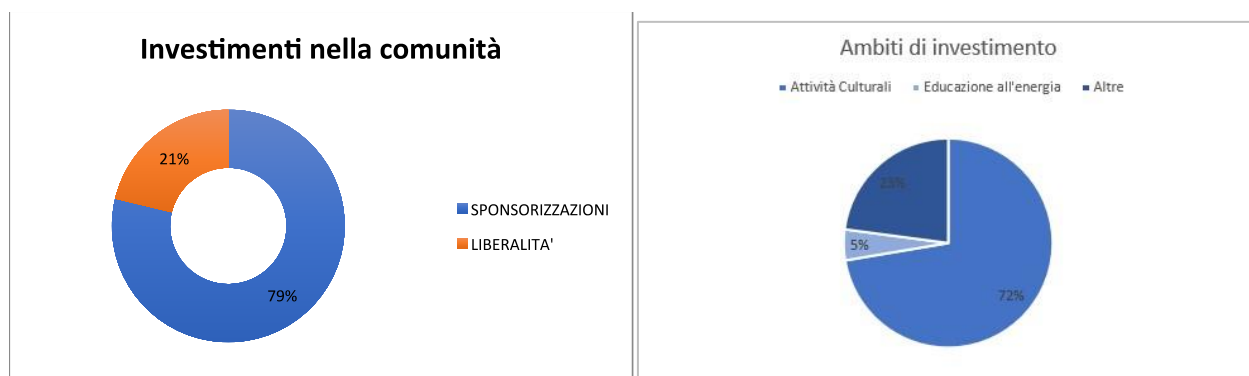 Investimenti nella comunità
21%
79%
SPONSORIZZAZIONI
LIBERALITA'
Ambiti di investimento
Attività Culturali Educazione all'energia Altre
23%
5%
72%